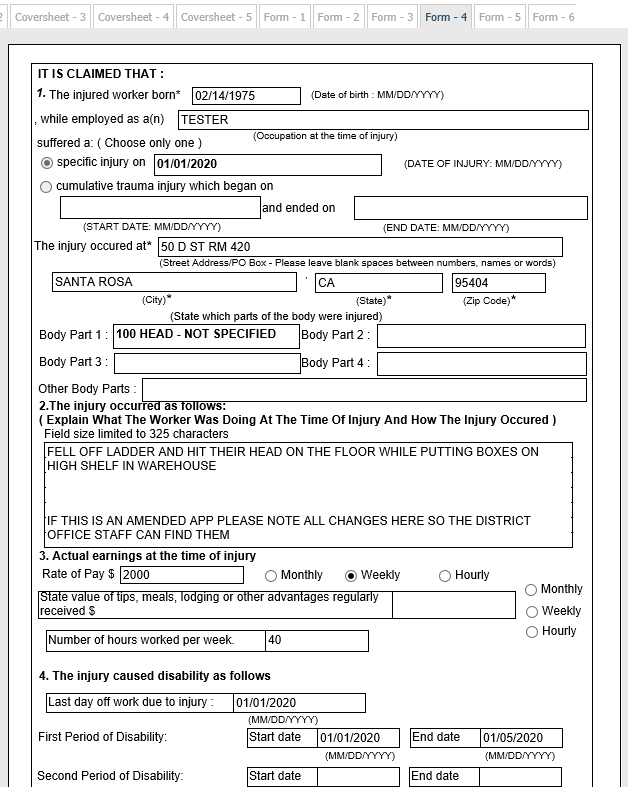 2 Coversheet - 3 Coversheet - 4 Coversheet - 5 Form - 1 Form - 2 Form - 3 Form - 4 Form - 5 Form - 6
IT IS CLAIMED THAT :
1. The injured worker born* 02/14/1975 (Date of birth : MM/DD/YYYY)
, while employed as a(n) TESTER
(Occupation at the time of injury)
suffered a: ( Choose only one )
specific injury on 01/01/2020 (DATE OF INJURY: MM/DD/YYYY)
cumulative trauma injury which began on
and ended on
(START DATE: MM/DD/YYYY) (END DATE: MM/DD/YYYY)
The injury occured at* 50 D ST RM 420
(Street Address/PO Box - Please leave blank spaces between numbers, names or words)
SANTA ROSA , CA 95404
(City)* (State)* (Zip Code)*
(State which parts of the body were injured)
Body Part 1 : 100 HEAD - NOT SPECIFIED Body Part 2 :
Body Part 3 : Body Part 4 :
Other Body Parts :
2.The injury occurred as follows:
( Explain What The Worker Was Doing At The Time Of Injury And How The Injury Occured )
Field size limited to 325 characters
FELL OFF LADDER AND HIT THEIR HEAD ON THE FLOOR WHILE PUTTING BOXES ON
HIGH SHELF IN WAREHOUSE
IF THIS IS AN AMENDED APP PLEASE NOTE ALL CHANGES HERE SO THE DISTRICT
OFFICE STAFF CAN FIND THEM
3. Actual earnings at the time of injury
Rate of Pay $ 2000 Monthly Weekly Hourly
State value of tips, meals, lodging or other advantages regularly
received $
Monthly
Weekly
Hourly
Number of hours worked per week. 40
4. The injury caused disability as follows
Last day off work due to injury : 01/01/2020
(MM/DD/YYYY)
First Period of Disability: Start date 01/01/2020 End date 01/05/2020
(MM/DD/YYYY) (MM/DD/YYYY)
Second Period of Disability: Start date End date